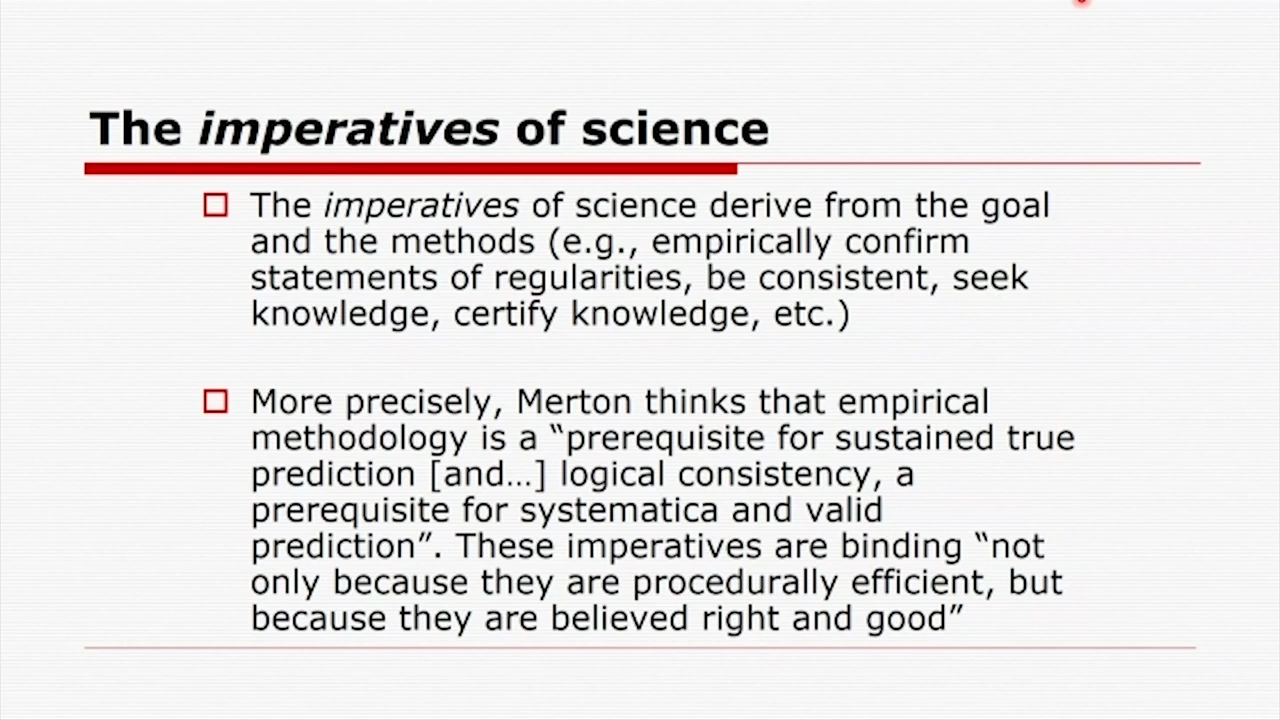 The imperatives of science
The imperatives of science derive from the goal
and the methods (e.g., empirically confirm
statements of regularities, be consistent, seek
knowledge, certify knowledge, etc.)
More precisely, Merton thinks that empirical
methodology is a “prerequisite for sustained true
prediction [and…] logical consistency, a
prerequisite for systematica and valid
prediction”. These imperatives are binding “not
only because they are procedurally efficient, but
because they are believed right and good”